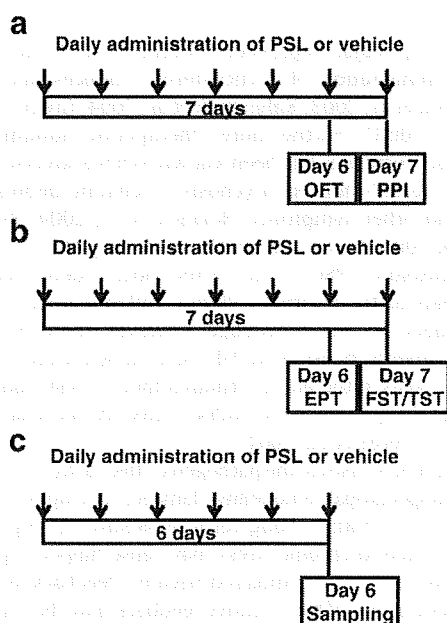 a
Daily administration of PSL or vehicle
7 days
Day 6 Day 7
OFT PPI
b
Daily administration of PSL or vehicle
7 days
Day 6 Day 7
EPT FST/TST
c
Daily administration of PSL or vehicle
6 days
Day 6
Sampling